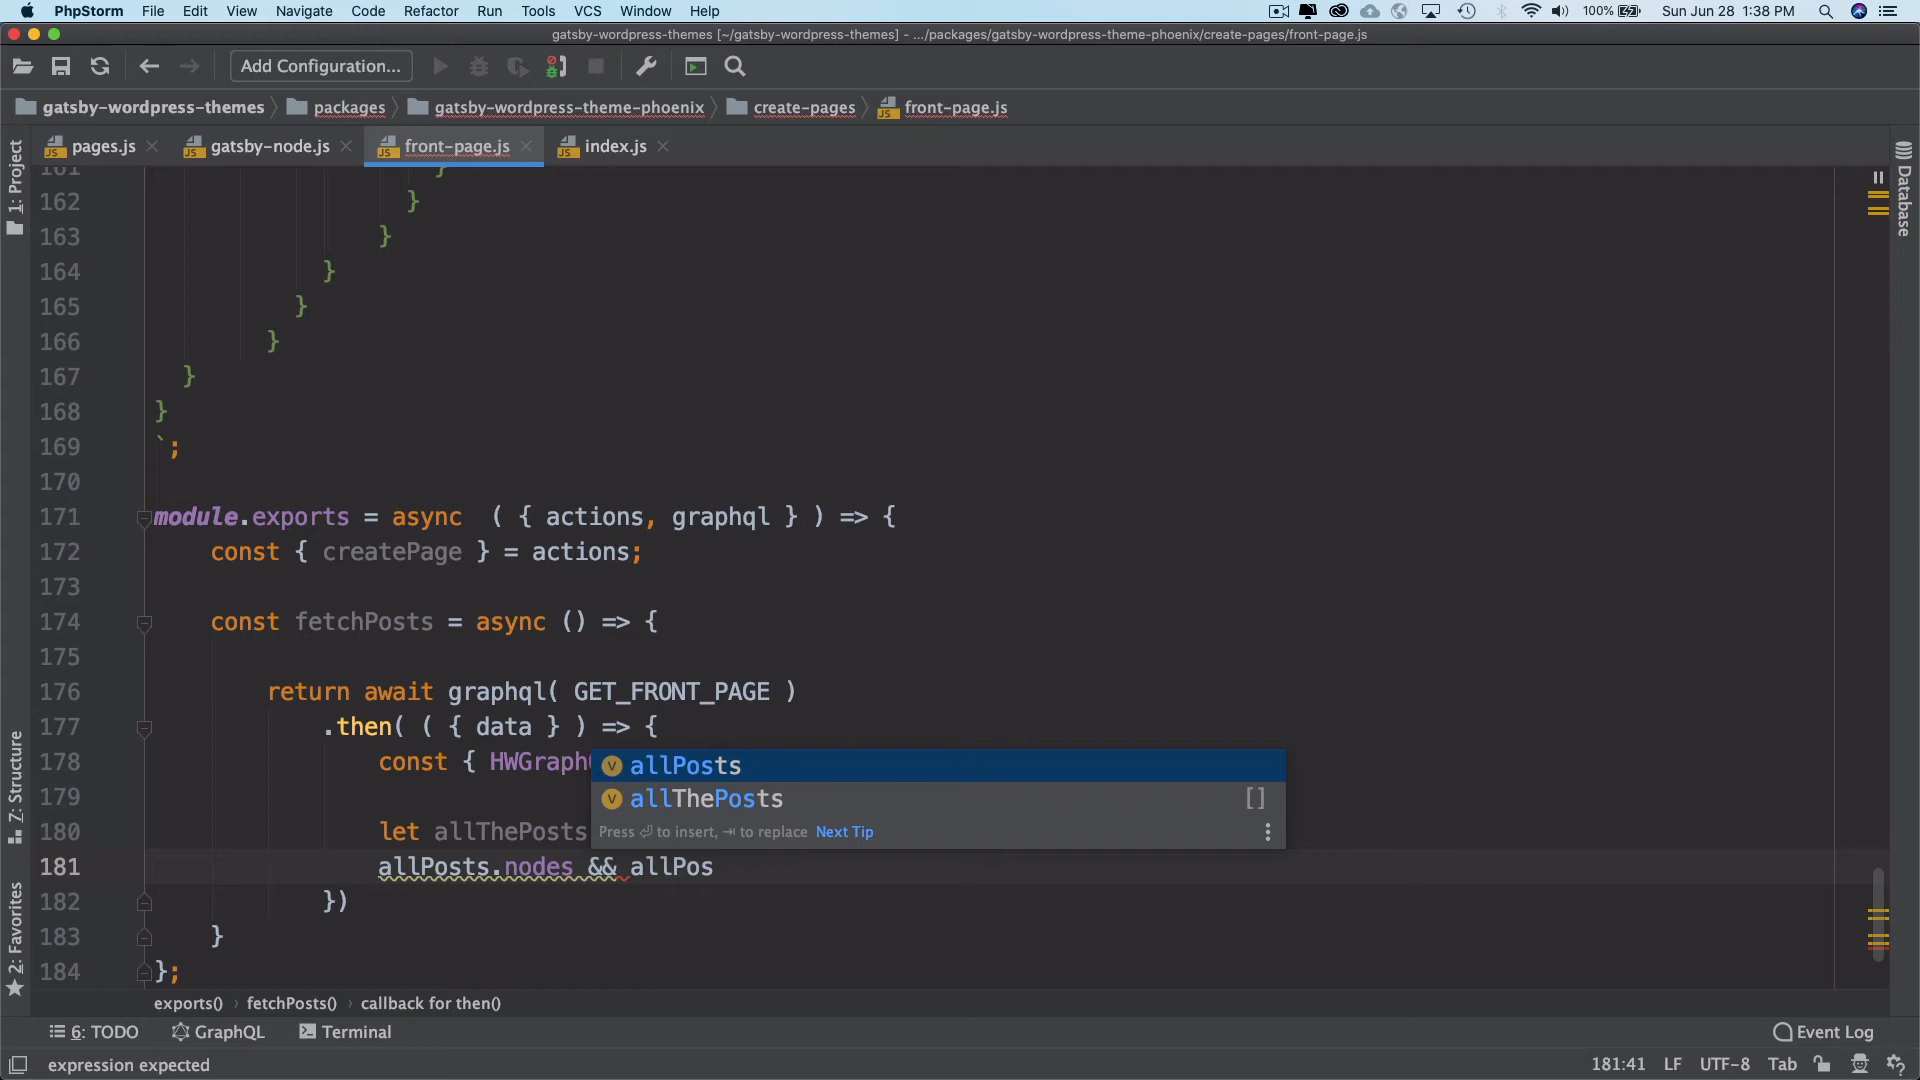 PhpStorm File Edit View Navigate Code Refactor Run Tools VCS Window Help 100% Sun Jun 28 1:38 PM
gatsby-wordpress-themes [~/gatsby-wordpress-themes] – .../packages/gatsby-wordpress-theme-phoenix/create-pages/front-page.js
Add Configuration...
gatsby-wordpress-themes packages gatsby-wordpress-theme-phoenix create-pages front-page.js
pages.js gatsby-node.js front-page.js index.js
1: Project
Database
7: Structure
2: Favorites
161 }
162 }
163 }
164 }
165 }
166 }
167 }
168 }
169 `;
170
171 module.exports = async ( { actions, graphql } ) => {
172 const { createPage } = actions;
173
174 const fetchPosts = async () => {
175
176 return await graphql( GET_FRONT_PAGE )
177 .then( ( { data } ) => {
178 const { HWGraph
179
180 let allThePosts
181 allPosts.nodes && allPos
182 })
183 }
184 };
allPosts
allThePosts []
Press ⏎ to insert, ⇥ to replace Next Tip
exports() fetchPosts() callback for then()
6: TODO GraphQL Terminal Event Log
expression expected 181:41 LF UTF-8 Tab